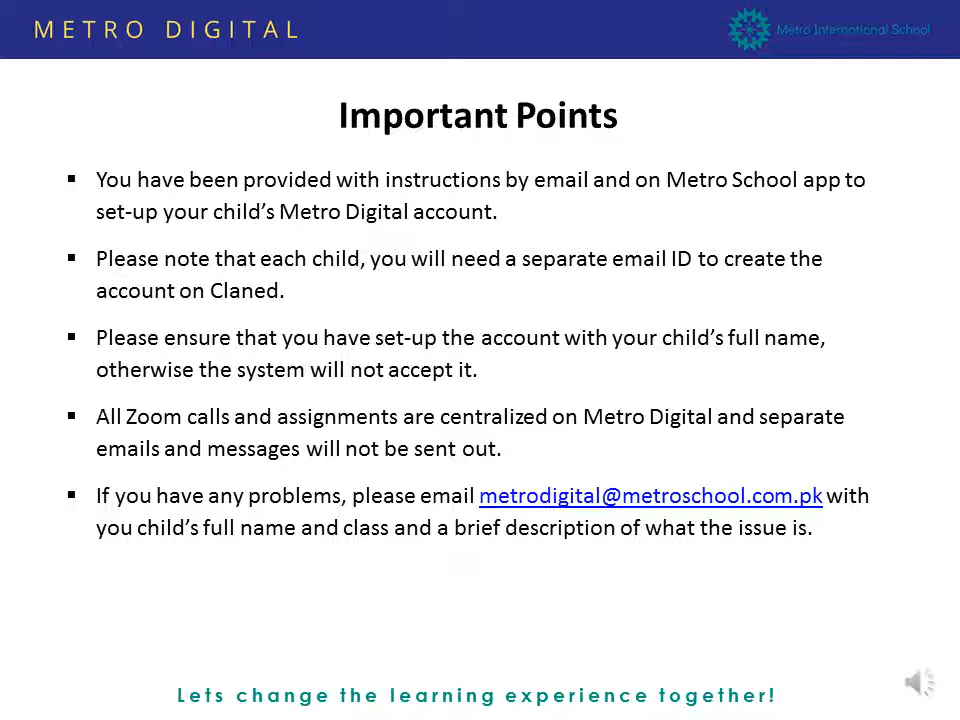 METRO DIGITAL
Metro International School
Important Points
▪ You have been provided with instructions by email and on Metro School app to
set-up your child’s Metro Digital account.
▪ Please note that each child, you will need a separate email ID to create the
account on Claned.
▪ Please ensure that you have set-up the account with your child’s full name,
otherwise the system will not accept it.
▪ All Zoom calls and assignments are centralized on Metro Digital and separate
emails and messages will not be sent out.
▪ If you have any problems, please email metrodigital@metroschool.com.pk with
you child’s full name and class and a brief description of what the issue is.
Lets change the learning experience together!